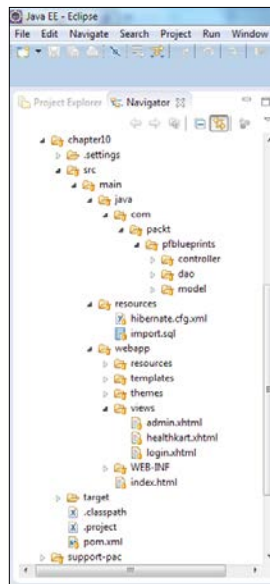 Java EE - Eclipse
File Edit Navigate Search Project Run Window
Project Explorer Navigator
chapter10
.settings
src
main
java
com
packt
pfblueprints
controller
dao
model
resources
hibernate.cfg.xml
import.sql
webapp
resources
templates
themes
views
admin.xhtml
healthkart.xhtml
login.xhtml
WEB-INF
index.html
target
.classpath
.project
pom.xml
support-pac